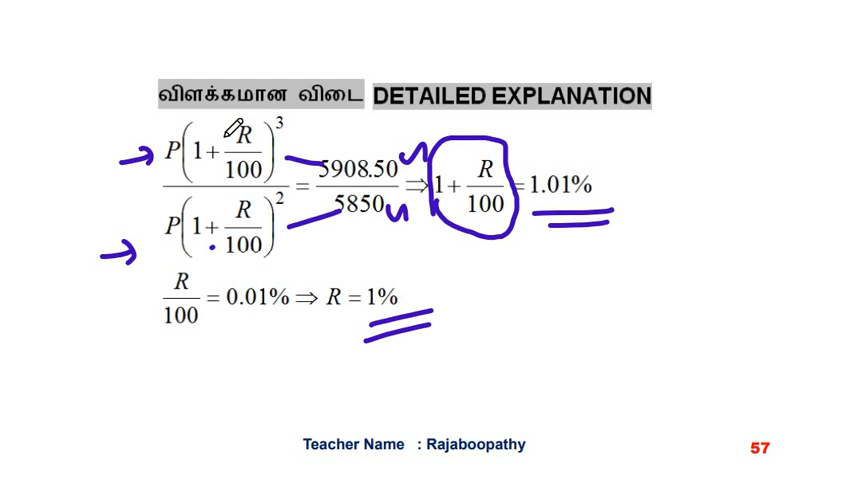 விளக்கமான விடை DETAILED EXPLANATION
P(1+R/100)^3 / P(1+R/100)^2 = 5908.50/5850 ⇒ 1+R/100 = 1.01%
R/100 = 0.01% ⇒ R = 1%
Teacher Name : Rajaboopathy
57